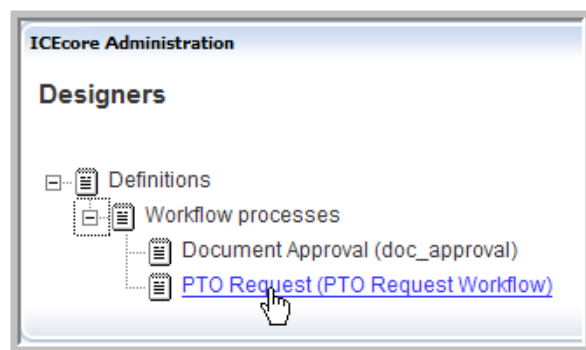 ICEcore Administration
Designers
Definitions
Workflow processes
Document Approval (doc_approval)
PTO Request (PTO Request Workflow)